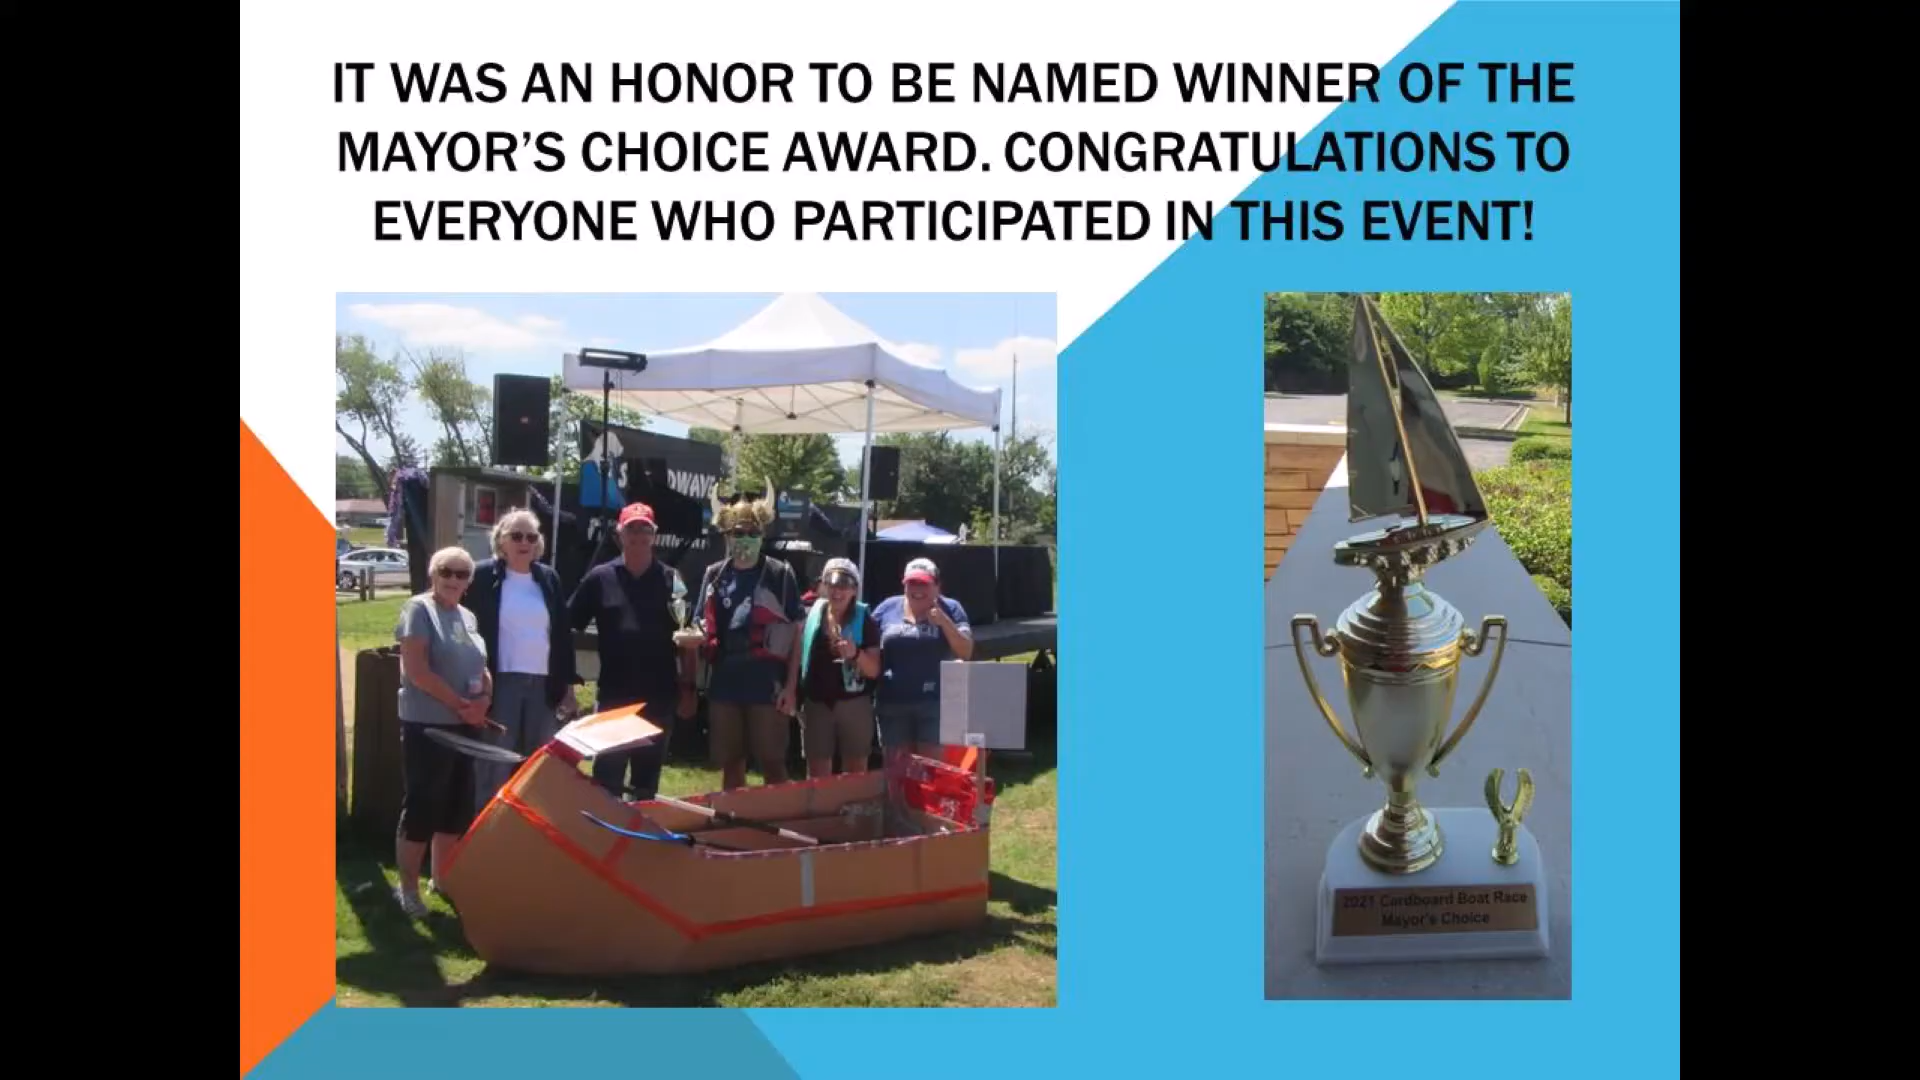 IT WAS AN HONOR TO BE NAMED WINNER OF THE
MAYOR’S CHOICE AWARD. CONGRATULATIONS TO
EVERYONE WHO PARTICIPATED IN THIS EVENT!
2021 Cardboard Boat Race
Mayor's Choice